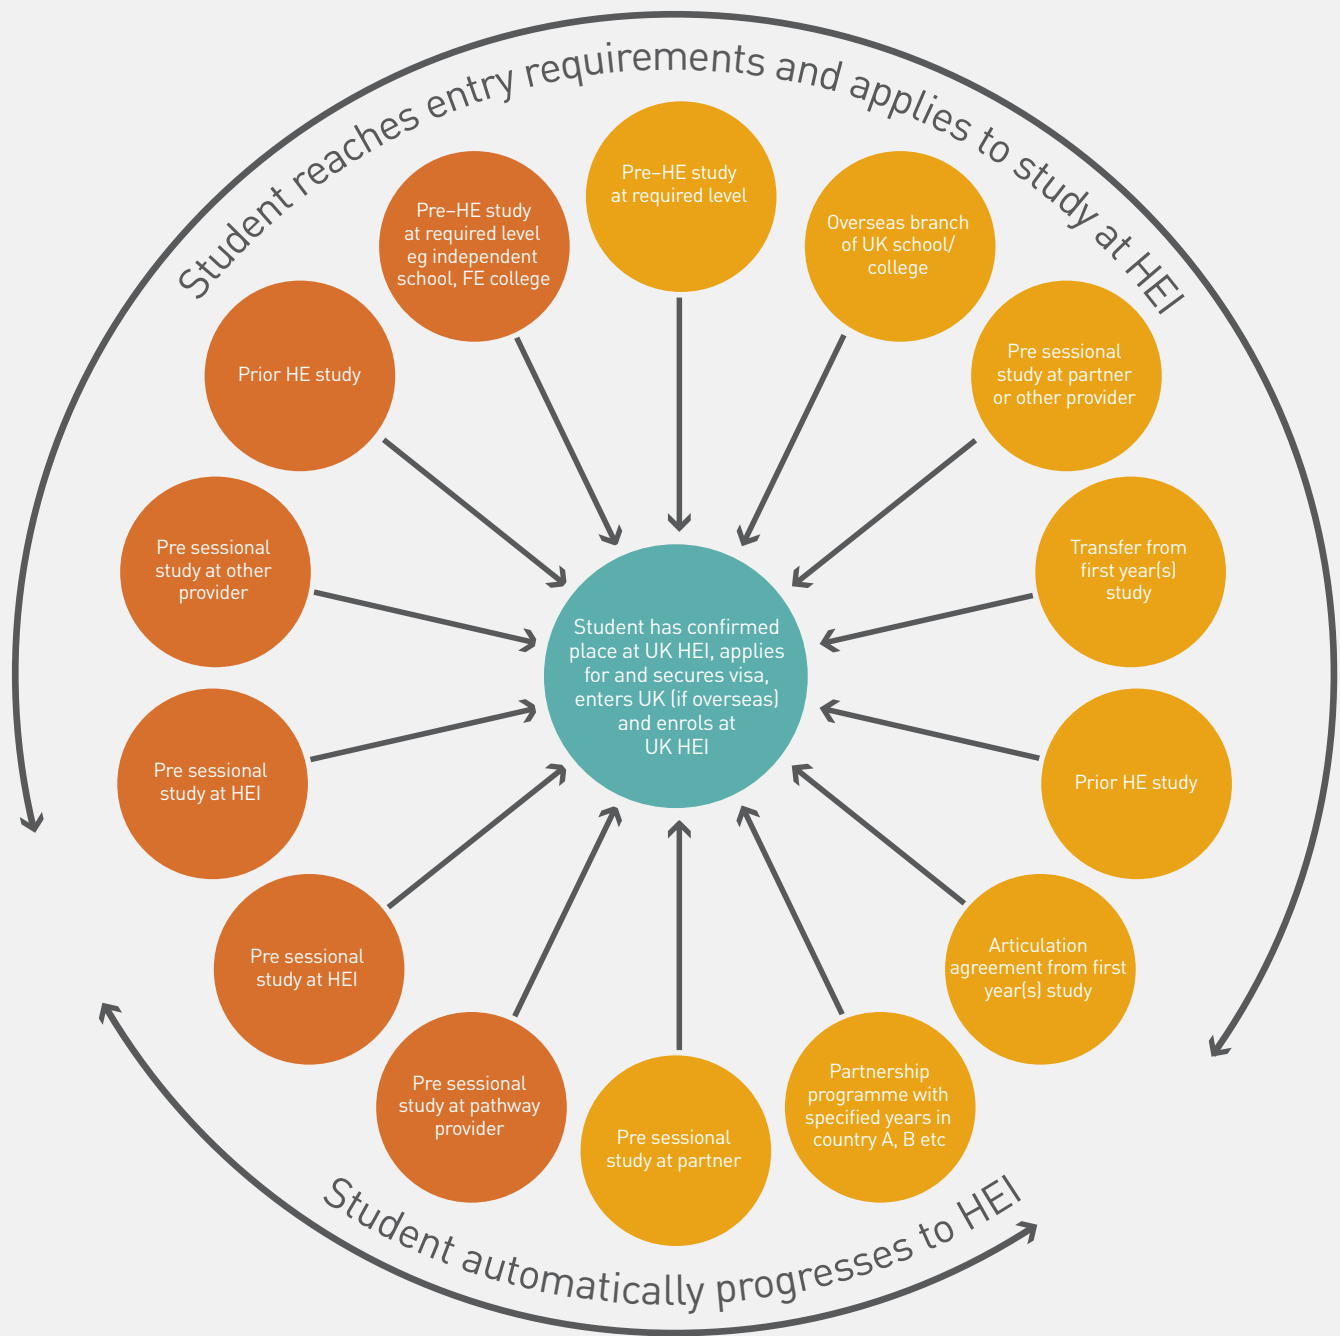 Student reaches entry requirements and applies to study at HEI
Pre–HE study
at required level
Overseas branch
of UK school/
college
Pre sessional
study at partner
or other provider
Transfer from
first year(s)
study
Prior HE study
Articulation
agreement from first
year(s) study
Partnership
programme with
specified years in
country A, B etc
Pre sessional
study at partner
Pre sessional
study at pathway
provider
Pre sessional
study at HEI
Pre sessional
study at HEI
Pre sessional
study at other
provider
Prior HE study
Pre–HE study
at required level
eg independent
school, FE college
Student has confirmed
place at UK HEI, applies
for and secures visa,
enters UK (if overseas)
and enrols at
UK HEI
Student automatically progresses to HEI